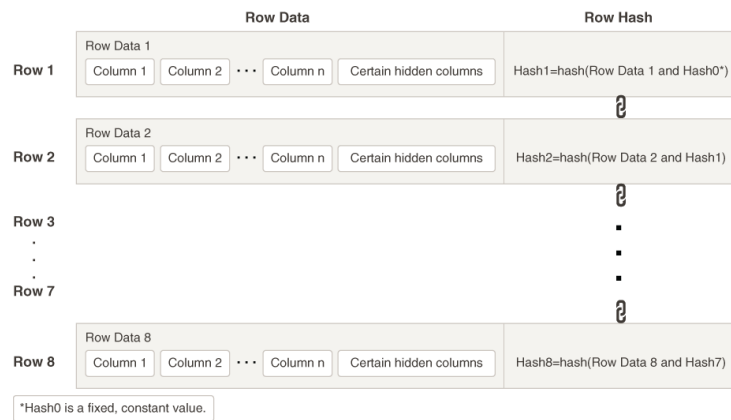 Row Data Row Hash
Row Data 1
Row 1 Column 1 Column 2 ··· Column n Certain hidden columns Hash1=hash(Row Data 1 and Hash0*)
Row Data 2
Row 2 Column 1 Column 2 ··· Column n Certain hidden columns Hash2=hash(Row Data 2 and Hash1)
Row 3
.
.
.
Row 7
Row Data 8
Row 8 Column 1 Column 2 ··· Column n Certain hidden columns Hash8=hash(Row Data 8 and Hash7)
*Hash0 is a fixed, constant value.